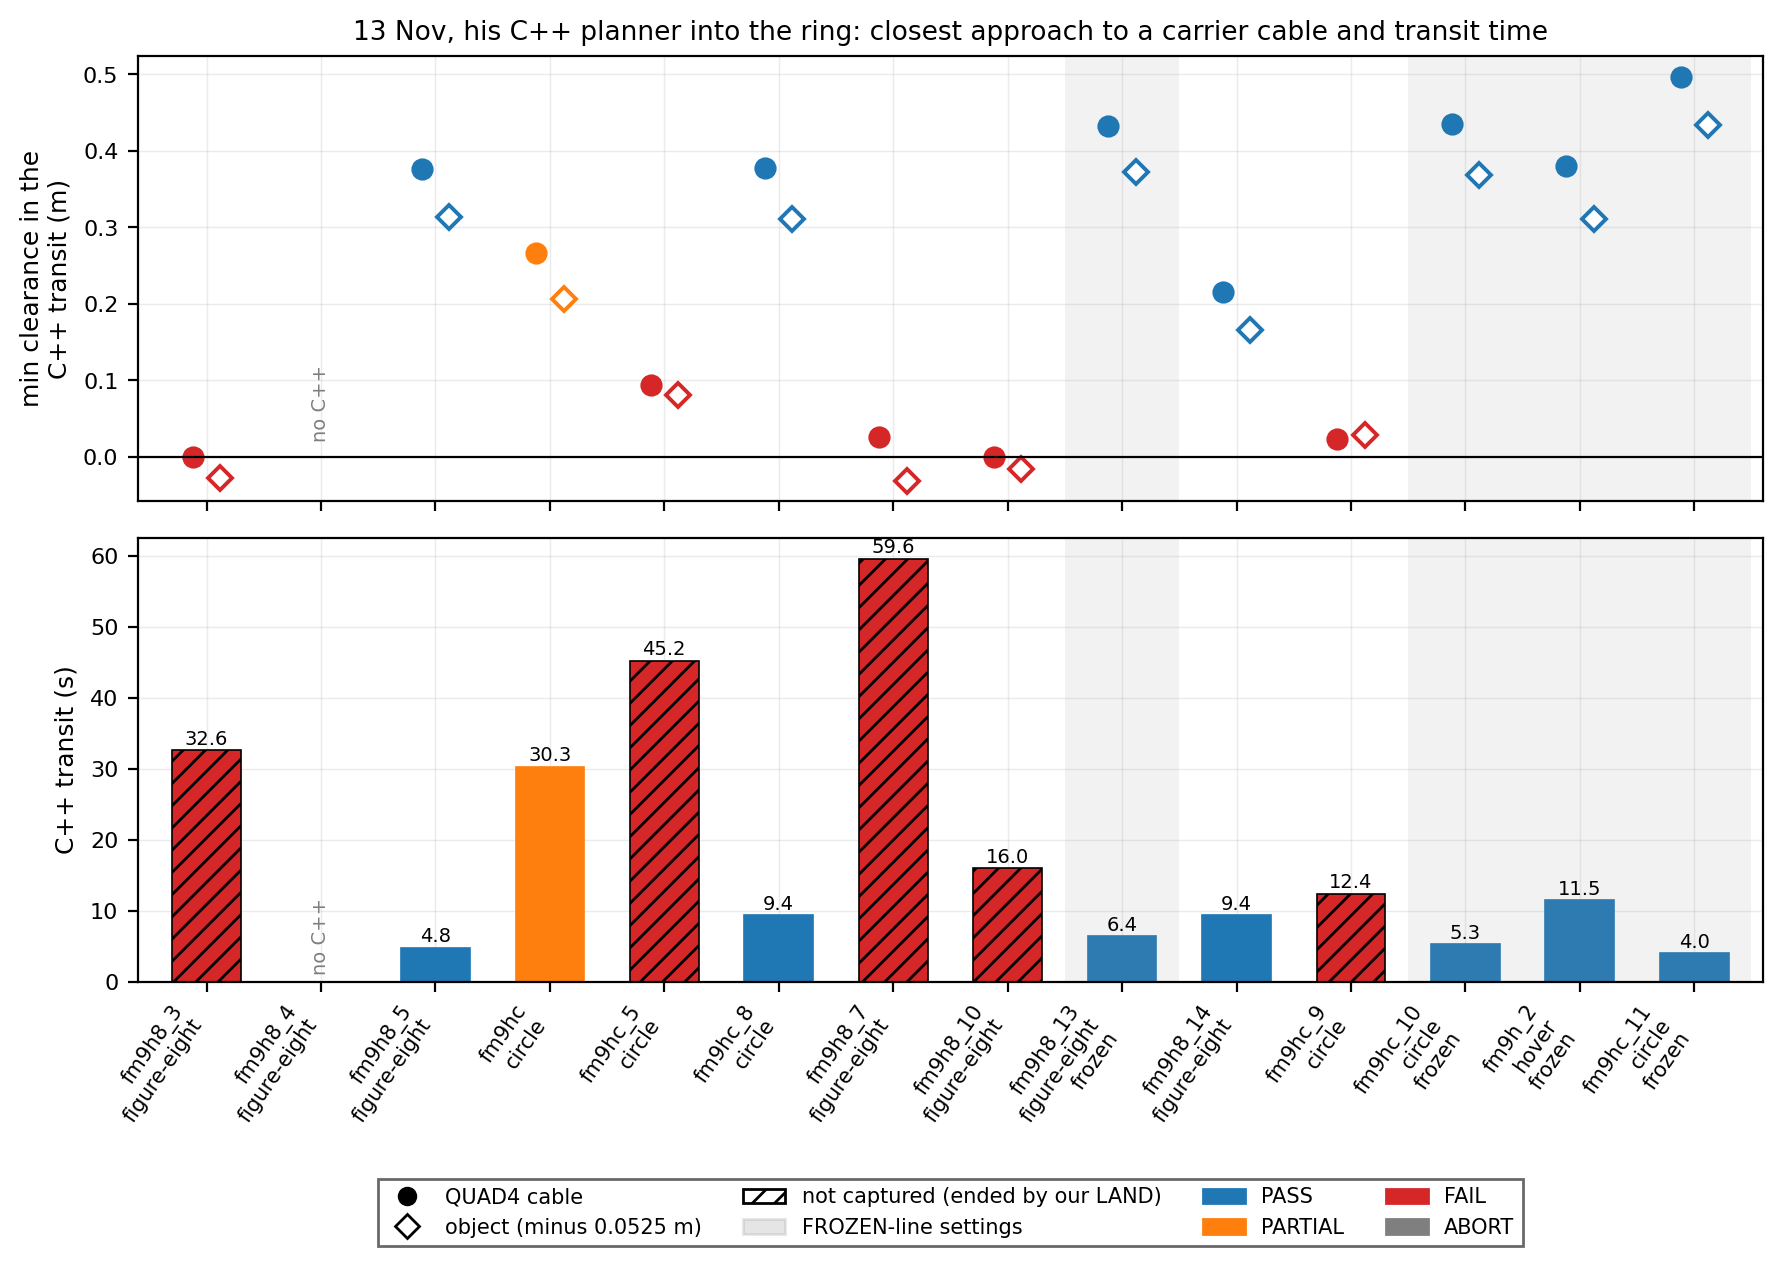 13 Nov, his C++ planner into the ring: closest approach to a carrier cable and transit time
min clearance in the
C++ transit (m)
0.5
0.4
0.3
0.2
0.1
0.0
no C++
C++ transit (s)
60
50
40
30
20
10
0
32.6
no C++
4.8
30.3
45.2
9.4
59.6
16.0
6.4
9.4
12.4
5.3
11.5
4.0
fm9h8_3
figure-eight
fm9h8_4
figure-eight
fm9h8_5
figure-eight
fm9hc
circle
fm9hc_5
circle
fm9hc_8
circle
fm9h8_7
figure-eight
fm9h8_10
figure-eight
fm9h8_13
figure-eight
frozen
fm9h8_14
figure-eight
fm9hc_9
circle
fm9hc_10
circle
frozen
fm9h_2
hover
frozen
fm9hc_11
circle
frozen
QUAD4 cable
object (minus 0.0525 m)
not captured (ended by our LAND)
FROZEN-line settings
PASS
PARTIAL
FAIL
ABORT